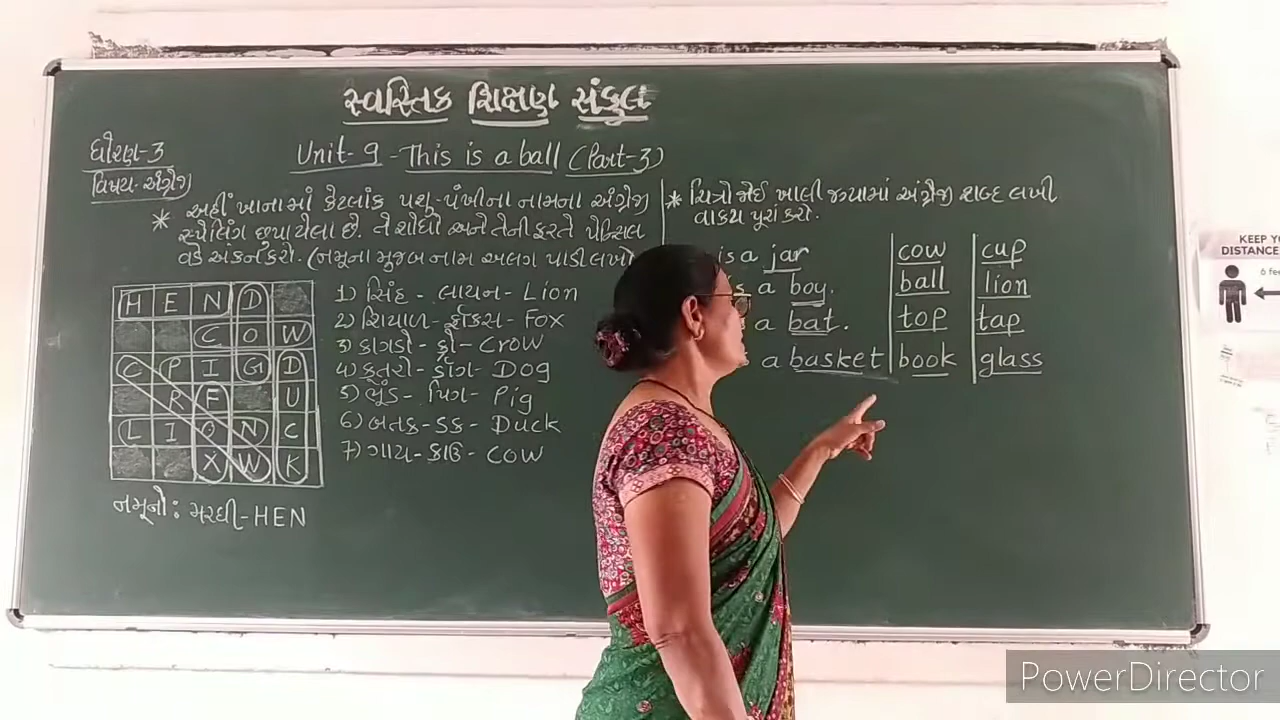 સ્વસ્તિક શિક્ષણ સંકુલ
ધોરણ-3
વિષય-અંગ્રેજી
Unit-9 - This is a ball (Part-3)
* અહીં ખાનામાં કેટલાંક પશુ-પંખીના નામના અંગ્રેજી
સ્પેલિંગ છુપાયેલા છે. તે શોધો અને તેની ફરતે પેન્સિલ
વડે અંકન કરો. (નમૂના મુજબ નામ અલગ પાડી લખો
H E N D
C O W
C P I G D
R F U
L I O N C
X W K
નમૂનો: મરઘી-HEN
1) સિંહ - લાયન - Lion
2) શિયાળ - ફોક્સ - Fox
3) કાગડો - ક્રો - Crow
4) કૂતરો - ડૉગ - Dog
5) ભૂંડ - પિગ - Pig
6) બતક - ડક - Duck
7) ગાય - કાઉ - COW
* ચિત્રો જોઈ ખાલી જગ્યામાં અંગ્રેજી શબ્દ લખી
વાક્ય પૂરાં કરો.
is a jar
a boy.
a bat.
a basket
cow
ball
top
book
cup
lion
tap
glass
KEEP
DISTANCE
6
PowerDirector